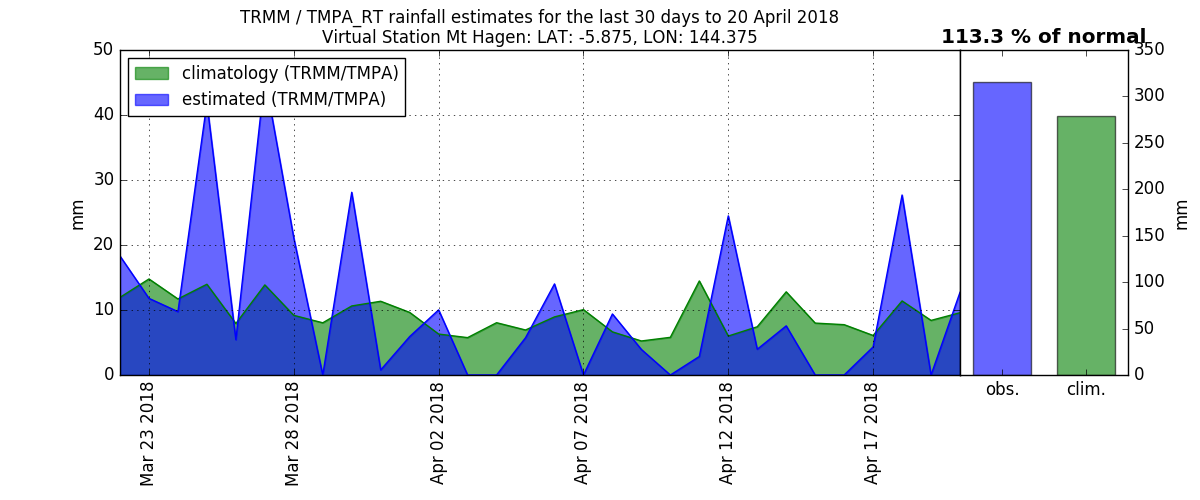 TRMM / TMPA_RT rainfall estimates for the last 30 days to 20 April 2018
Virtual Station Mt Hagen: LAT: -5.875, LON: 144.375
113.3 % of normal
climatology (TRMM/TMPA)
estimated (TRMM/TMPA)
50
40
30
20
10
0
mm
350
300
250
200
150
100
50
0
mm
Mar 23 2018
Mar 28 2018
Apr 02 2018
Apr 07 2018
Apr 12 2018
Apr 17 2018
obs.
clim.